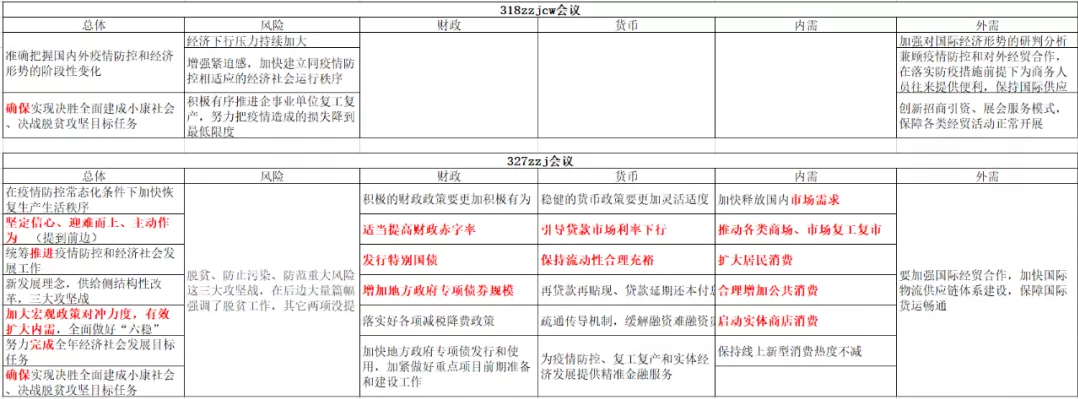 318zzjcw会议
总体
风险
财政
货币
内需
外需
准确把握国内外疫情防控和经济
形势的阶段性变化
确保实现决胜全面建成小康社会
、决战脱贫攻坚目标任务
经济下行压力持续加大
增强紧迫感，加快建立同疫情防
控相适应的经济社会运行秩序
积极有序推进企事业单位复工复
产，努力把疫情造成的损失降到
最低限度
加强对国际经济形势的研判分析
兼顾疫情防控和对外经贸合作，
在落实防疫措施前提下为商务人
员往来提供便利，保持国际供应
创新招商引资、展会服务模式，
保障各类经贸活动正常开展
327zzj会议
总体
风险
财政
货币
内需
外需
在疫情防控常态化条件下加快恢
复生产生活秩序
坚定信心、迎难而上、主动作
为 （提到前边）
统筹推进疫情防控和经济社会发
展工作
新发展理念，供给侧结构性改
革，三大攻坚战
加大宏观政策对冲力度，有效
扩大内需，全面做好“六稳”
努力完成全年经济社会发展目标
任务
确保实现决胜全面建成小康社会
、决战脱贫攻坚目标任务
脱贫、防止污染、防范重大风险
这三大攻坚战，在后边大量篇幅
强调了脱贫工作，其它两项没提
积极的财政政策要更加积极有为
适当提高财政赤字率
发行特别国债
增加地方政府专项债券规模
落实好各项减税降费政策
加快地方政府专项债发行和使
用，加紧做好重点项目前期准备
和建设工作
稳健的货币政策要更加灵活适度
引导贷款市场利率下行
保持流动性合理充裕
再贷款再贴现、贷款延期还本付
疏通传导机制，缓解融资难融资
为疫情防控、复工复产和实体经
济发展提供精准金融服务
加快释放国内市场需求
推动各类商场、市场复工复市
扩大居民消费
合理增加公共消费
启动实体商店消费
保持线上新型消费热度不减
要加强国际经贸合作，加快国际
物流供应链体系建设，保障国际
货运畅通